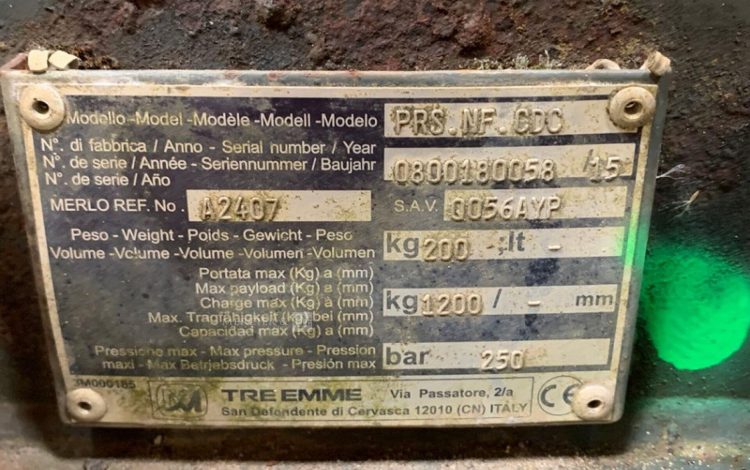 Modello -Model -Modèle -Modell -Modelo PRS.NF.CDC
N°. di fabbrica / Anno - Serial number / Year
N°. de série / Année - Seriennummer / Baujahr 0800180058 /15
N°. de serie / Año
MERLO REF. No. A2407 S.A.V. Q056AYP
Peso - Weight - Poids - Gewicht - Peso kg 200 -;lt -
Volume -Volume -Volume -Volumen -Volumen
Portata max (Kg) a (mm)
Max payload (Kg) a (mm)
Charge max (Kg) à (mm) kg 1200 / - mm
Max. Tragfähigkeit (kg) bei (mm)
Capacidad max (Kg) a (mm)
Pressione max - Max pressure - Pression
maxi - Max Betriebsdruck - Presión max bar 250
3M000185
TRE EMME Via Passatore, 2/a
San Defendente di Cervasca 12010 (CN) ITALY CE